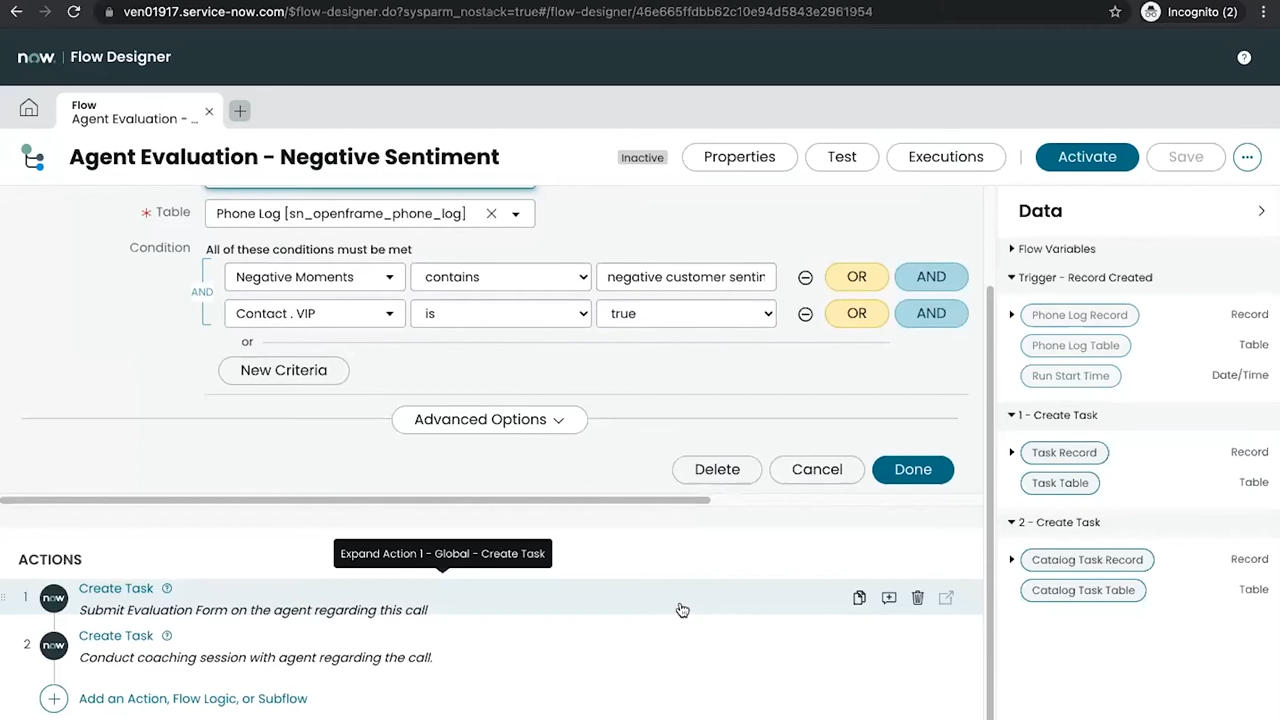 ven01917.service-now.com/$flow-designer.do?sysparm_nostack=true#/flow-designer/46e665ffdbb62c10e94d5843e2961954
Incognito (2)
now. | Flow Designer
?
Flow
Agent Evaluation - ...
Agent Evaluation - Negative Sentiment
Inactive
Properties
Test
Executions
Activate
Save
* Table
Phone Log [sn_openframe_phone_log]
Condition
All of these conditions must be met
AND
Negative Moments
contains
negative customer sentin
OR
AND
Contact . VIP
is
true
OR
AND
or
New Criteria
Advanced Options
Delete
Cancel
Done
ACTIONS
Expand Action 1 - Global - Create Task
1
now
Create Task
Submit Evaluation Form on the agent regarding this call
2
now
Create Task
Conduct coaching session with agent regarding the call.
Add an Action, Flow Logic, or Subflow
Data
Flow Variables
Trigger - Record Created
Phone Log Record
Record
Phone Log Table
Table
Run Start Time
Date/Time
1 - Create Task
Task Record
Record
Task Table
Table
2 - Create Task
Catalog Task Record
Record
Catalog Task Table
Table